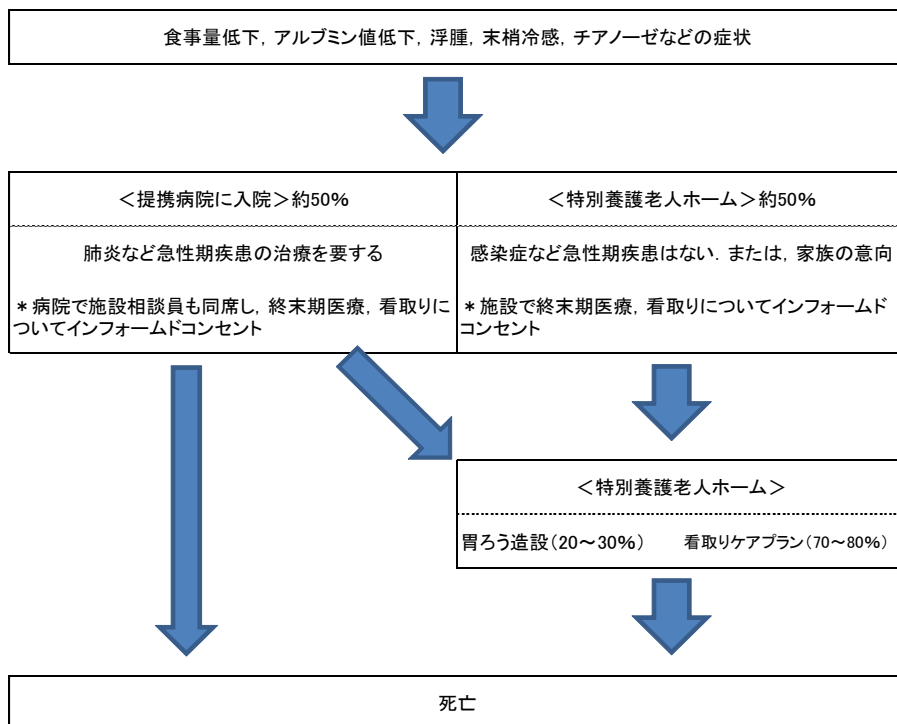 食事量低下, アルブミン値低下, 浮腫, 末梢冷感, チアノーゼなどの症状
＜提携病院に入院＞約50%
肺炎など急性期疾患の治療を要する
＊病院で施設相談員も同席し, 終末期医療, 看取りに
ついてインフォームドコンセント
＜特別養護老人ホーム＞約50%
感染症など急性期疾患はない. または, 家族の意向
＊施設で終末期医療, 看取りについてインフォームド
コンセント
＜特別養護老人ホーム＞
胃ろう造設(20～30%) 看取りケアプラン(70～80%)
死亡